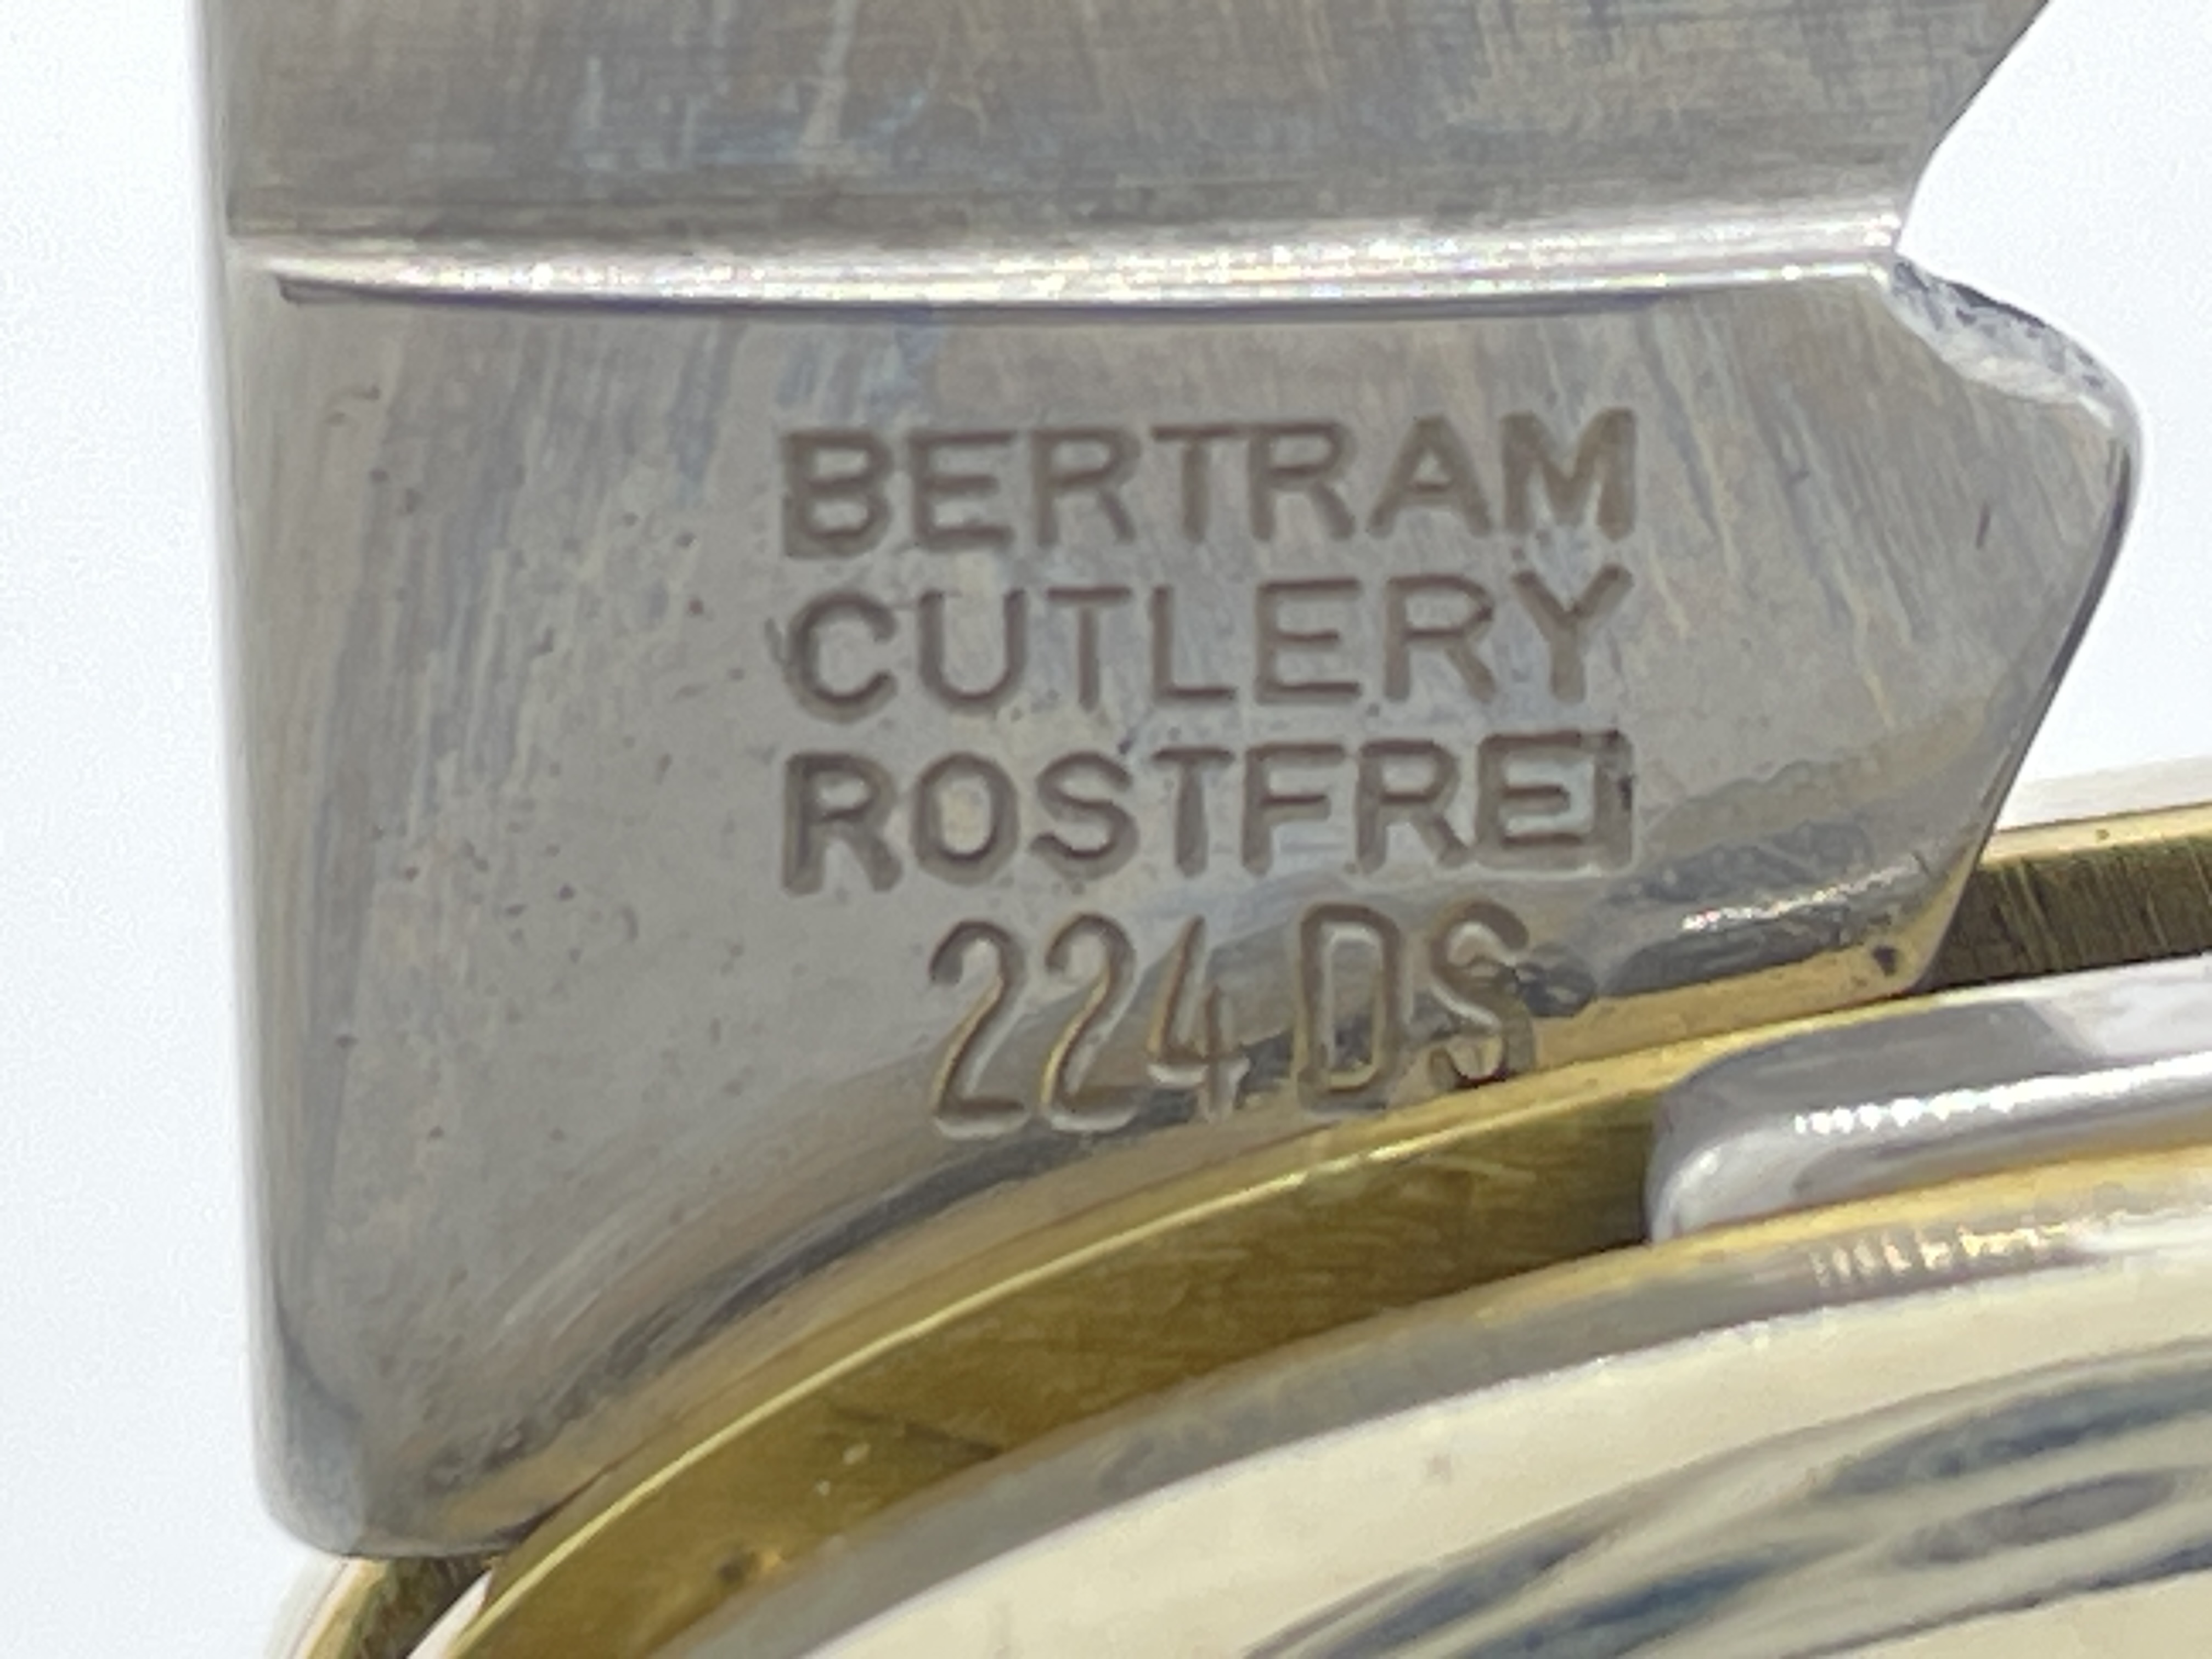 BERTRAM
CUTLERY
ROSTFREI
224 DS